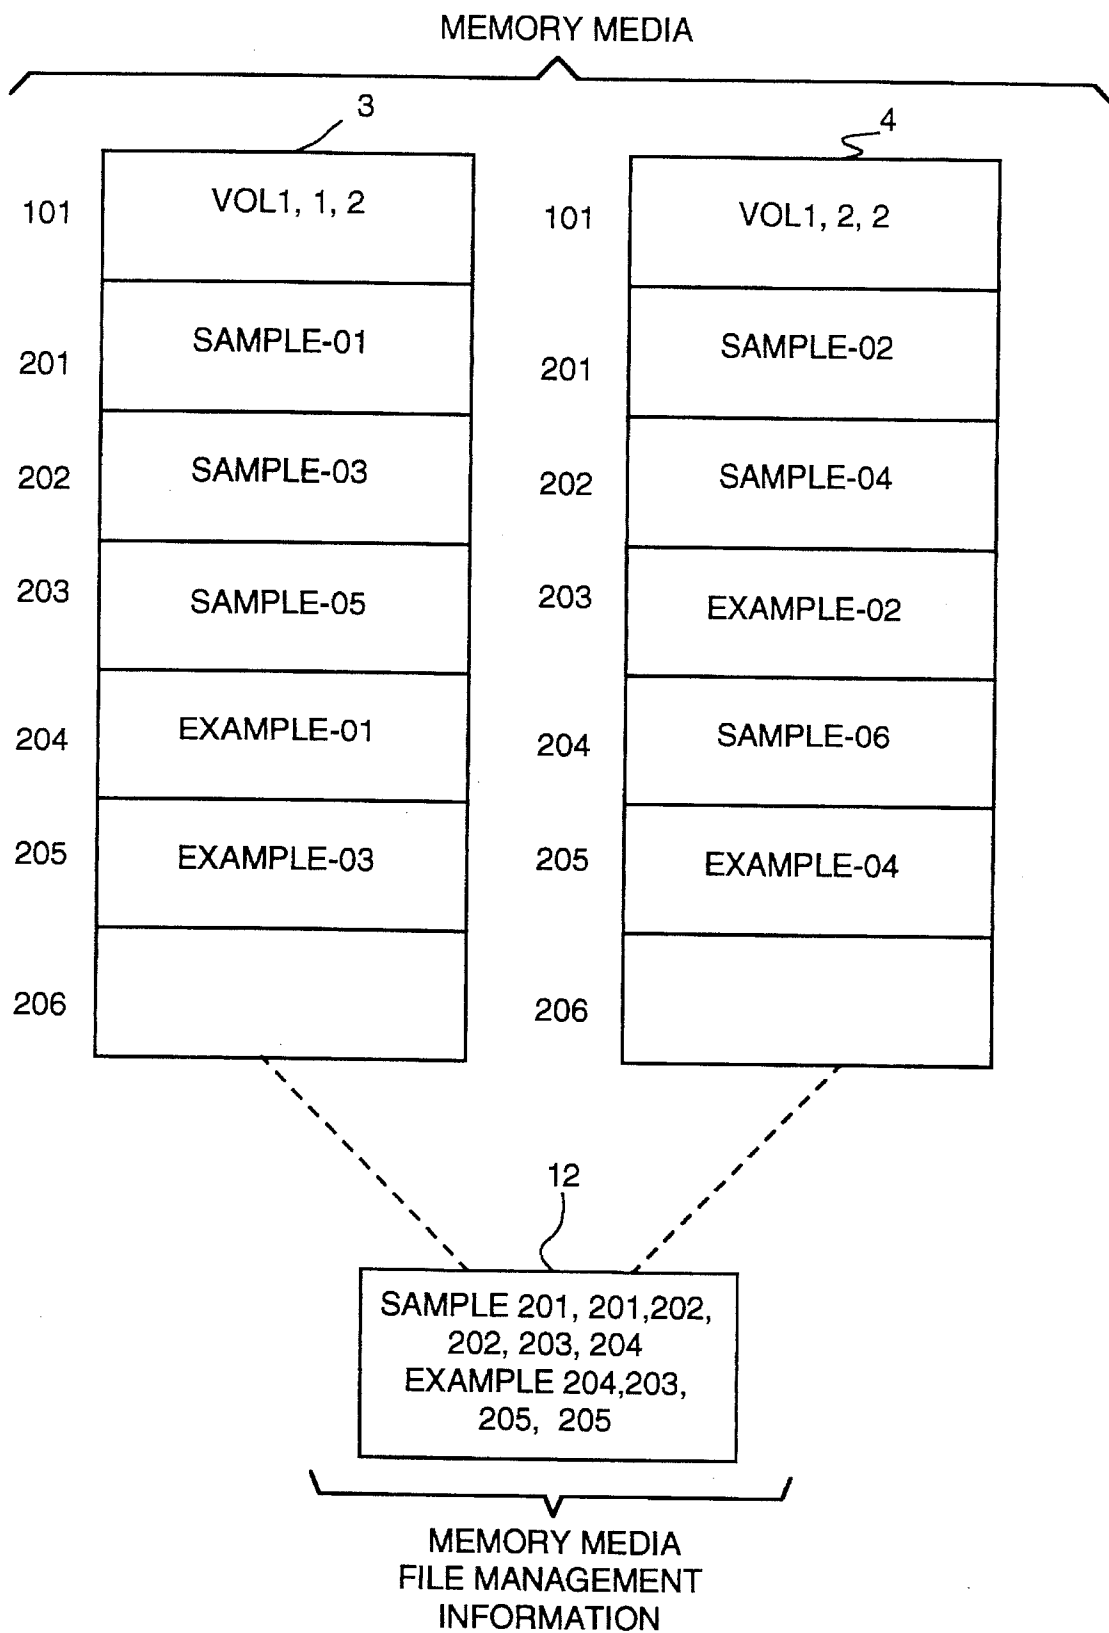 MEMORY MEDIA
3
4
101
VOL1, 1, 2
101
VOL1, 2, 2
201
SAMPLE-01
201
SAMPLE-02
202
SAMPLE-03
202
SAMPLE-04
203
SAMPLE-05
203
EXAMPLE-02
204
EXAMPLE-01
204
SAMPLE-06
205
EXAMPLE-03
205
EXAMPLE-04
206
206
12
SAMPLE 201, 201,202,
202, 203, 204
EXAMPLE 204,203,
205, 205
MEMORY MEDIA
FILE MANAGEMENT
INFORMATION